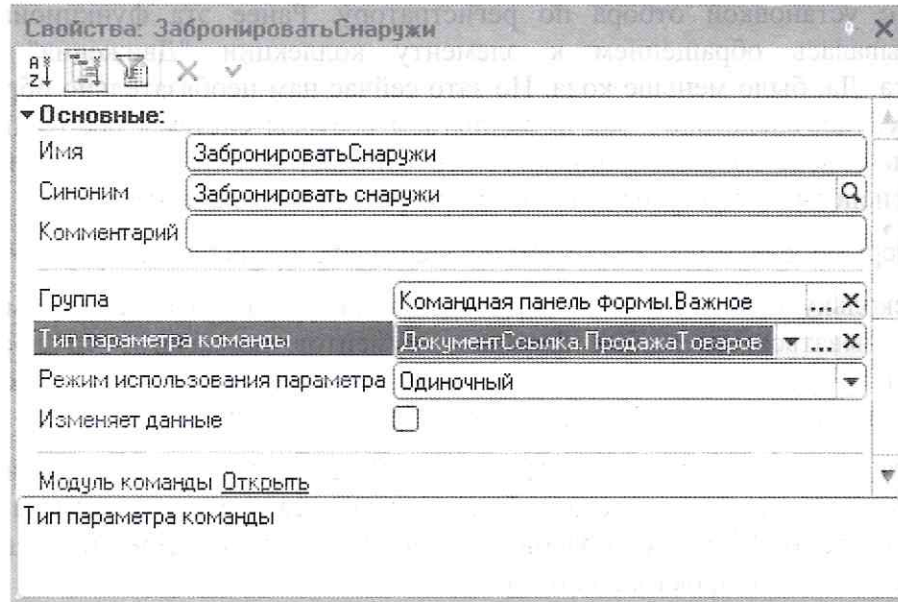 Свойства: ЗабронироватьСнаружи
Основные:
Имя ЗабронироватьСнаружи
Синоним Забронировать снаружи
Комментарий
Группа Командная панель формы.Важное ...
Тип параметра команды ДокументСсылка.ПродажаТоваров ...
Режим использования параметра Одиночный
Изменяет данные
Модуль команды Открыть
Тип параметра команды